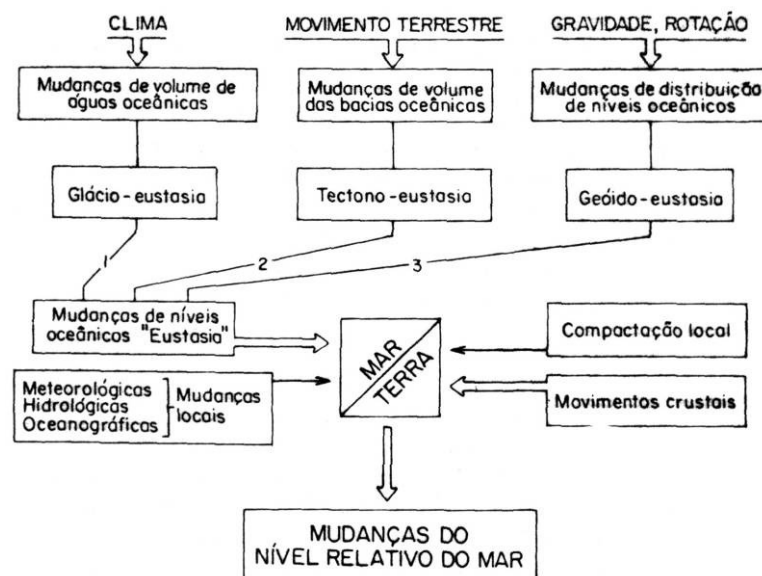 CLIMA
MOVIMENTO TERRESTRE
GRAVIDADE, ROTAÇÃO
Mudanças de volume de
águas oceânicas
Mudanças de volume
das bacias oceânicas
Mudanças de distribuição
de níveis oceânicos
Glácio-eustasia
Tectono-eustasia
Geóido-eustasia
1
2
3
Mudanças de níveis
oceânicos "Eustasia"
MAR
TERRA
Compactação local
Meteorológicas
Hidrológicas
Oceanográficas
Mudanças
locais
Movimentos crustais
MUDANÇAS DO
NÍVEL RELATIVO DO MAR